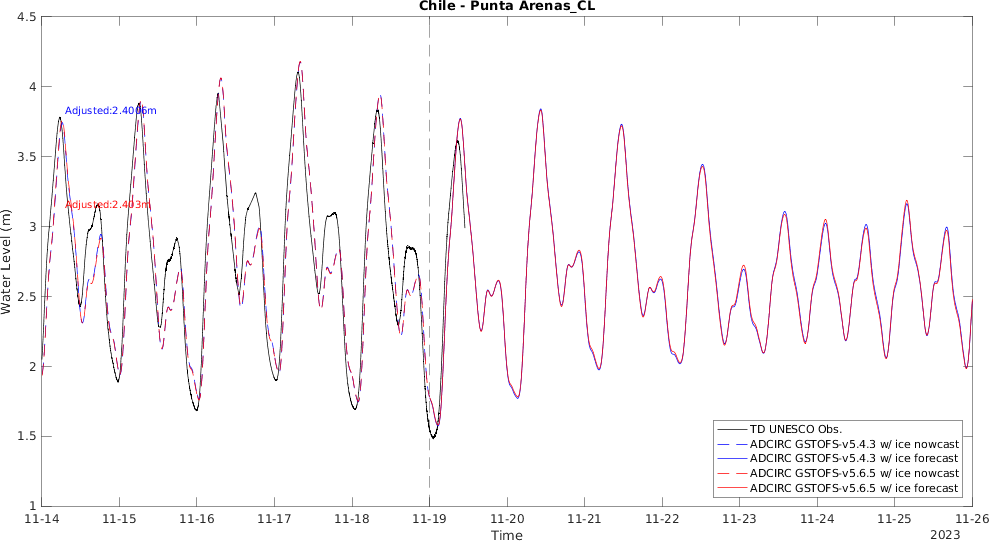 Chile - Punta Arenas_CL
4.5
4
3.5
3
2.5
2
1.5
1
Water Level (m)
Adjusted:2.4006m
Adjusted:2.403m
TD UNESCO Obs.
ADCIRC GSTOFS-v5.4.3 w/ ice nowcast
ADCIRC GSTOFS-v5.4.3 w/ ice forecast
ADCIRC GSTOFS-v5.6.5 w/ ice nowcast
ADCIRC GSTOFS-v5.6.5 w/ ice forecast
11-14 11-15 11-16 11-17 11-18 11-19 11-20 11-21 11-22 11-23 11-24 11-25 11-26
Time
2023